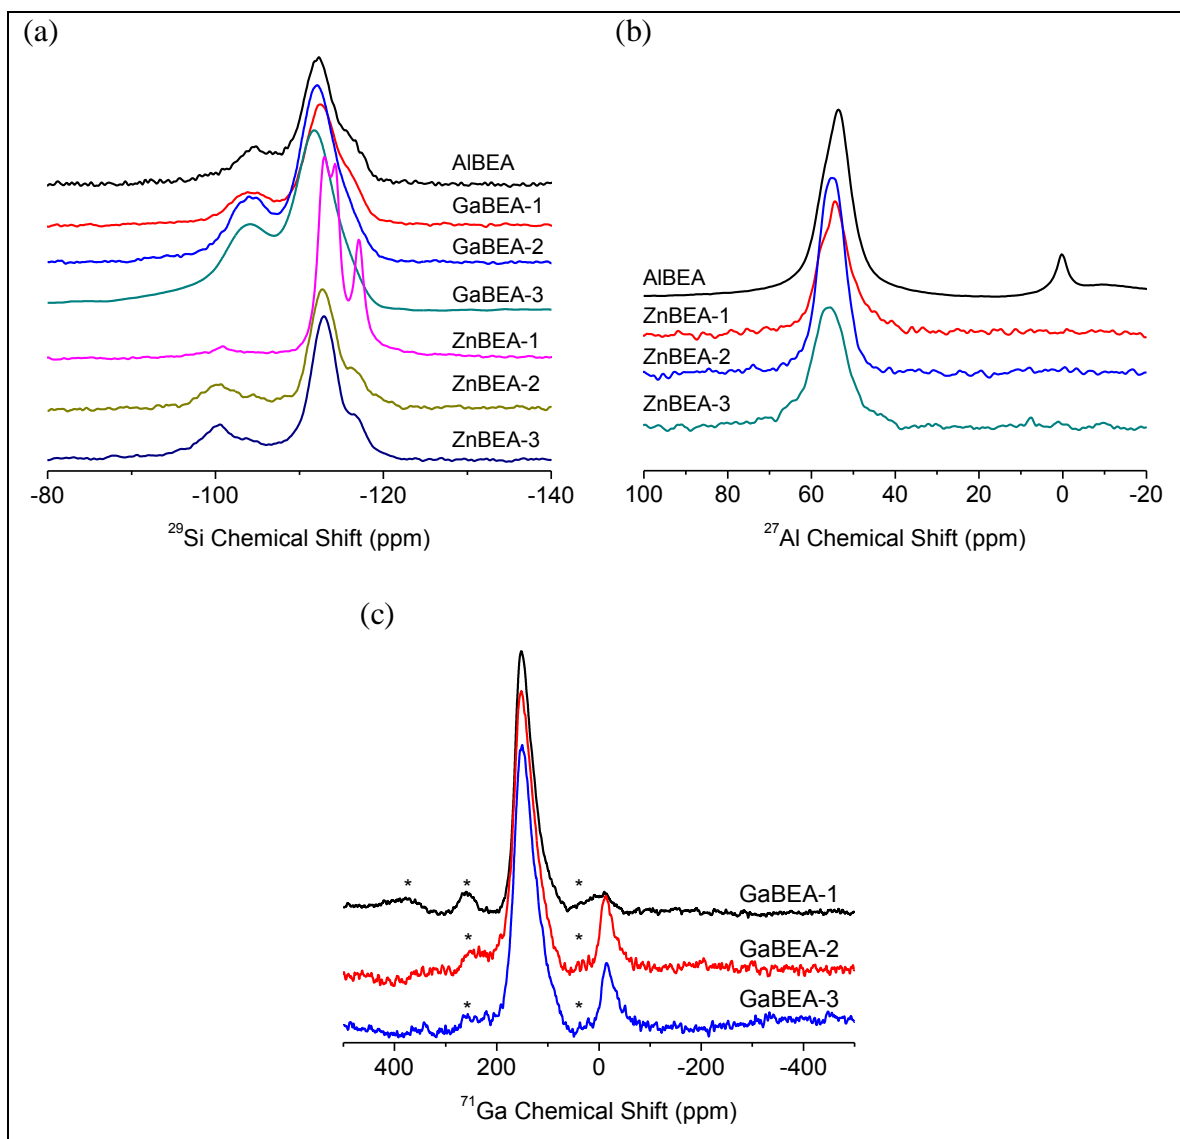 (a)
AlBEA
GaBEA-1
GaBEA-2
GaBEA-3
ZnBEA-1
ZnBEA-2
ZnBEA-3
-80 -100 -120 -140
²⁹Si Chemical Shift (ppm)
(b)
AlBEA
ZnBEA-1
ZnBEA-2
ZnBEA-3
100 80 60 40 20 0 -20
²⁷Al Chemical Shift (ppm)
(c)
* * *
GaBEA-1
* *
GaBEA-2
* *
GaBEA-3
400 200 0 -200 -400
⁷¹Ga Chemical Shift (ppm)